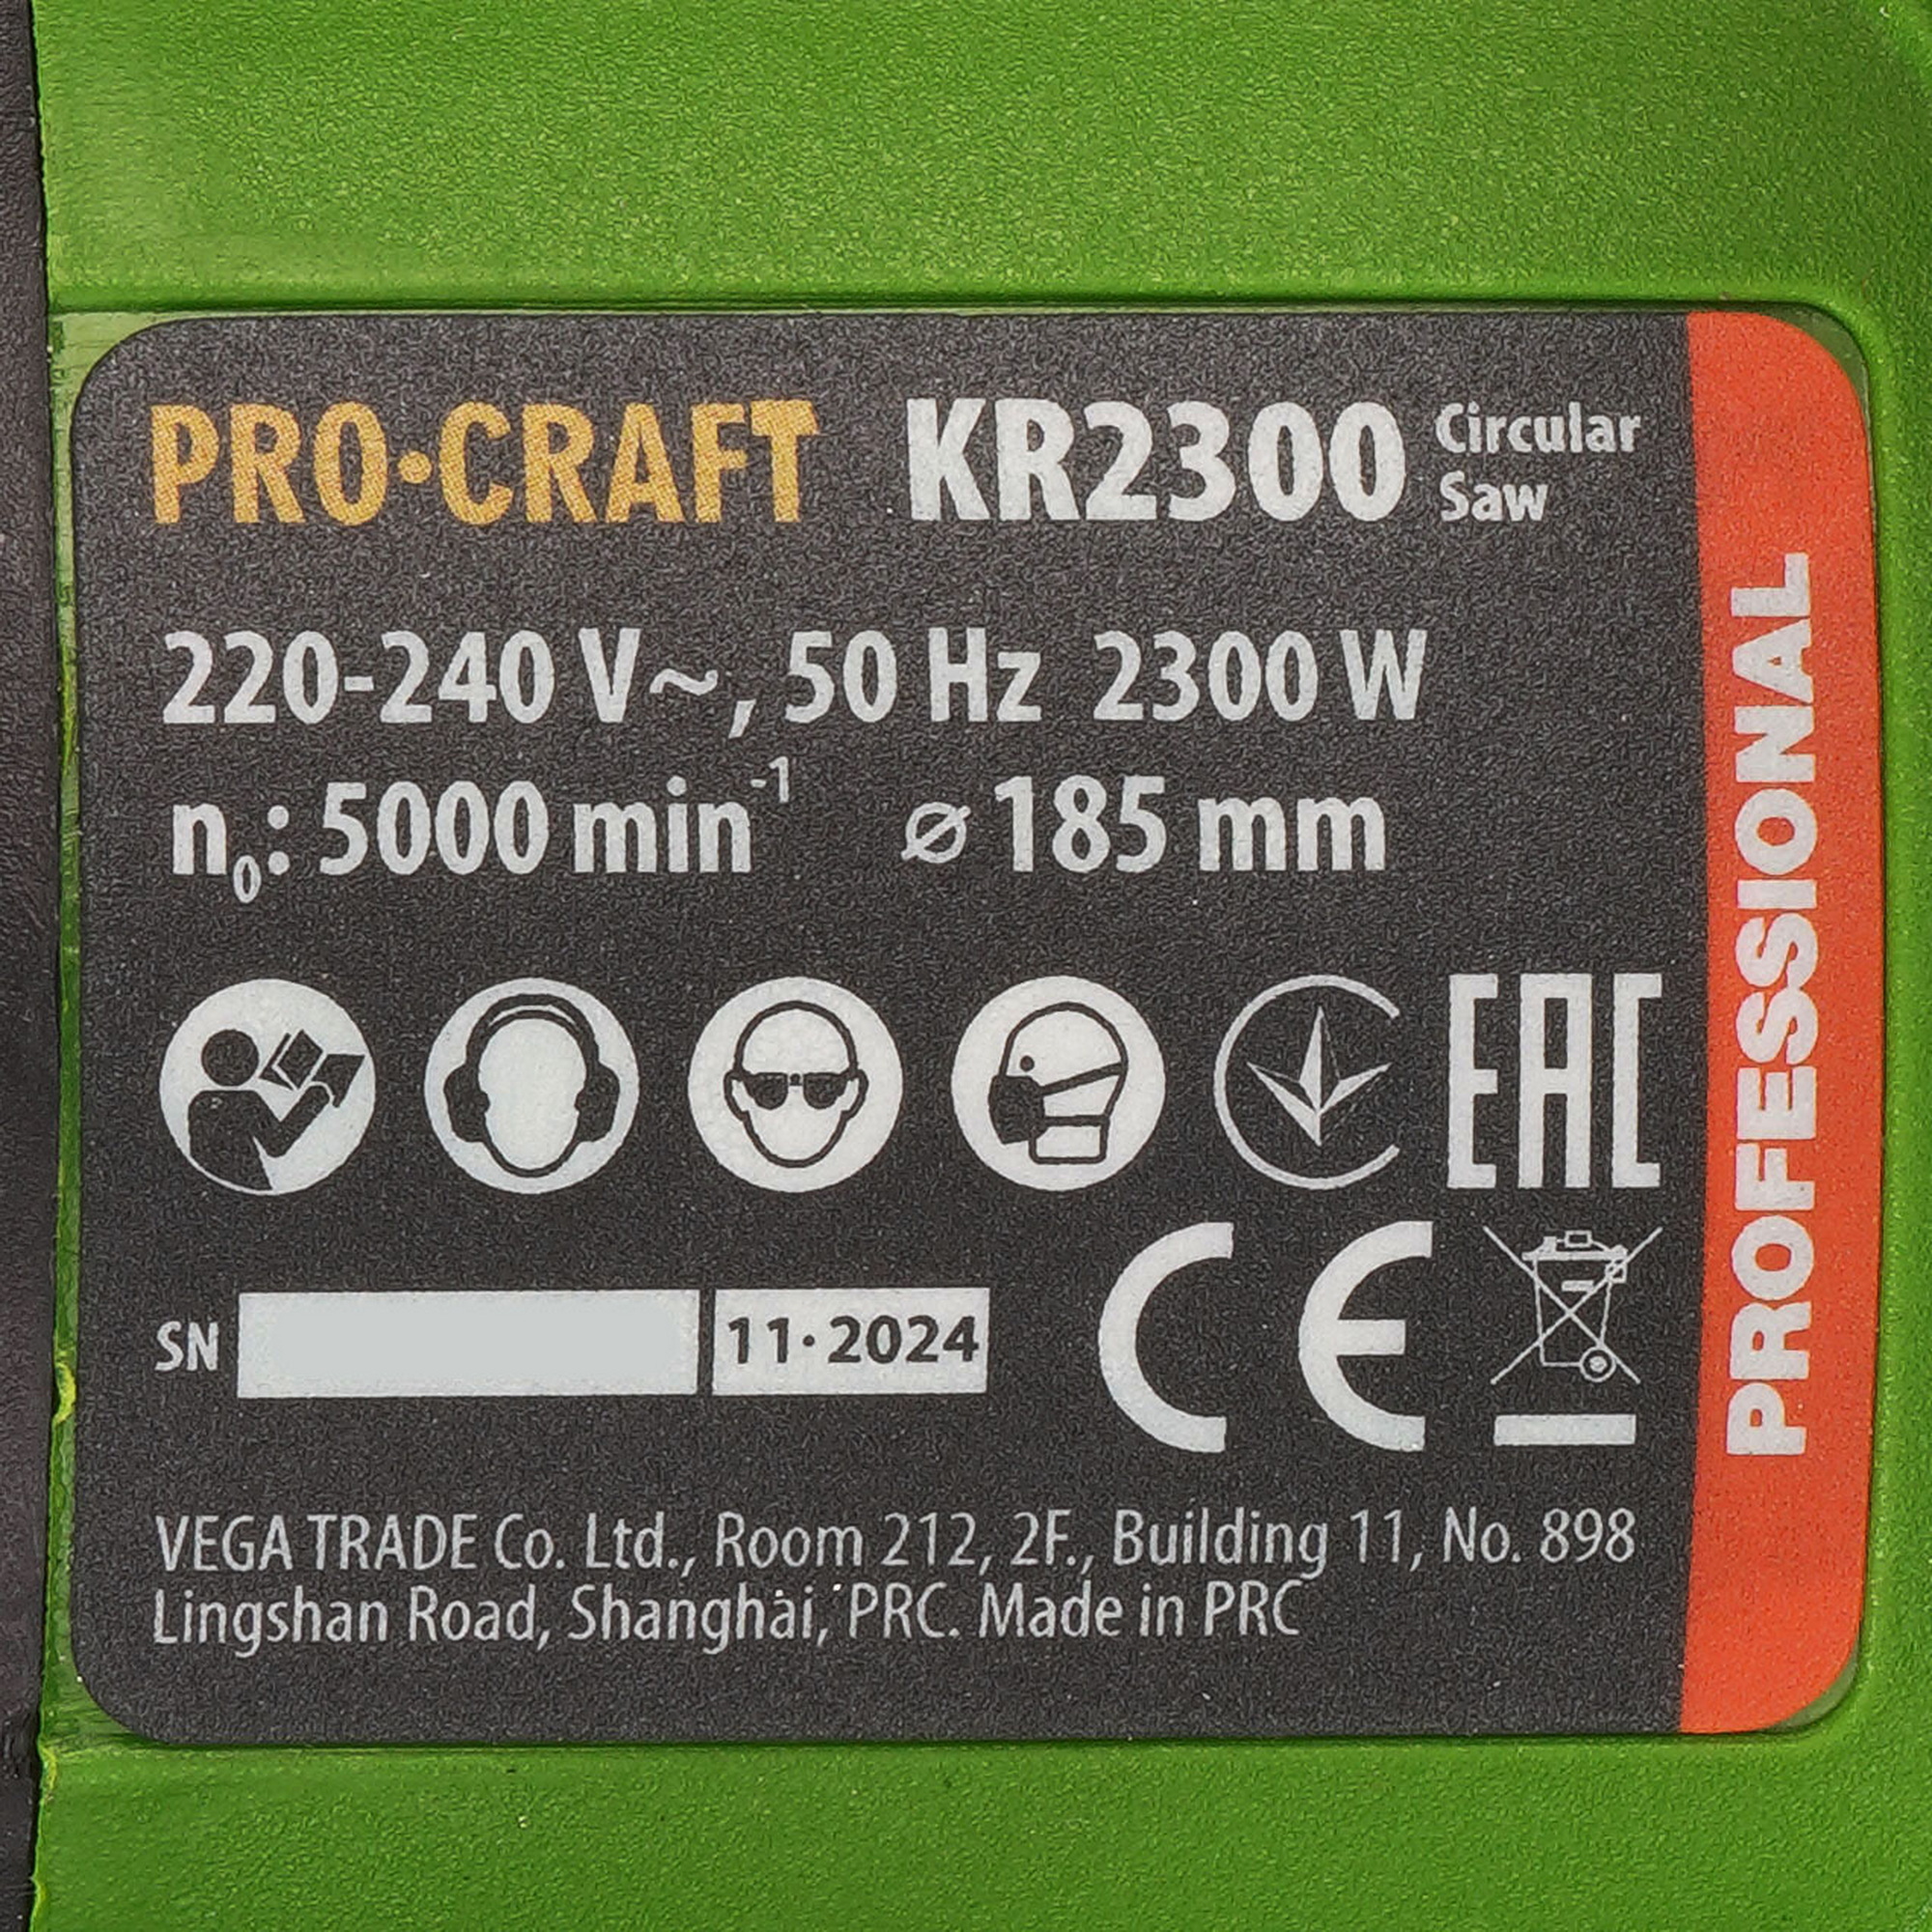 PRO·CRAFT KR2300 Circular Saw
220-240 V~, 50 Hz 2300 W
n₀: 5000 min⁻¹ ⌀ 185 mm
EAC
SN 11·2024 CE
VEGA TRADE Co. Ltd., Room 212, 2F., Building 11, No. 898
Lingshan Road, Shanghai, PRC. Made in PRC
PROFESSIONAL